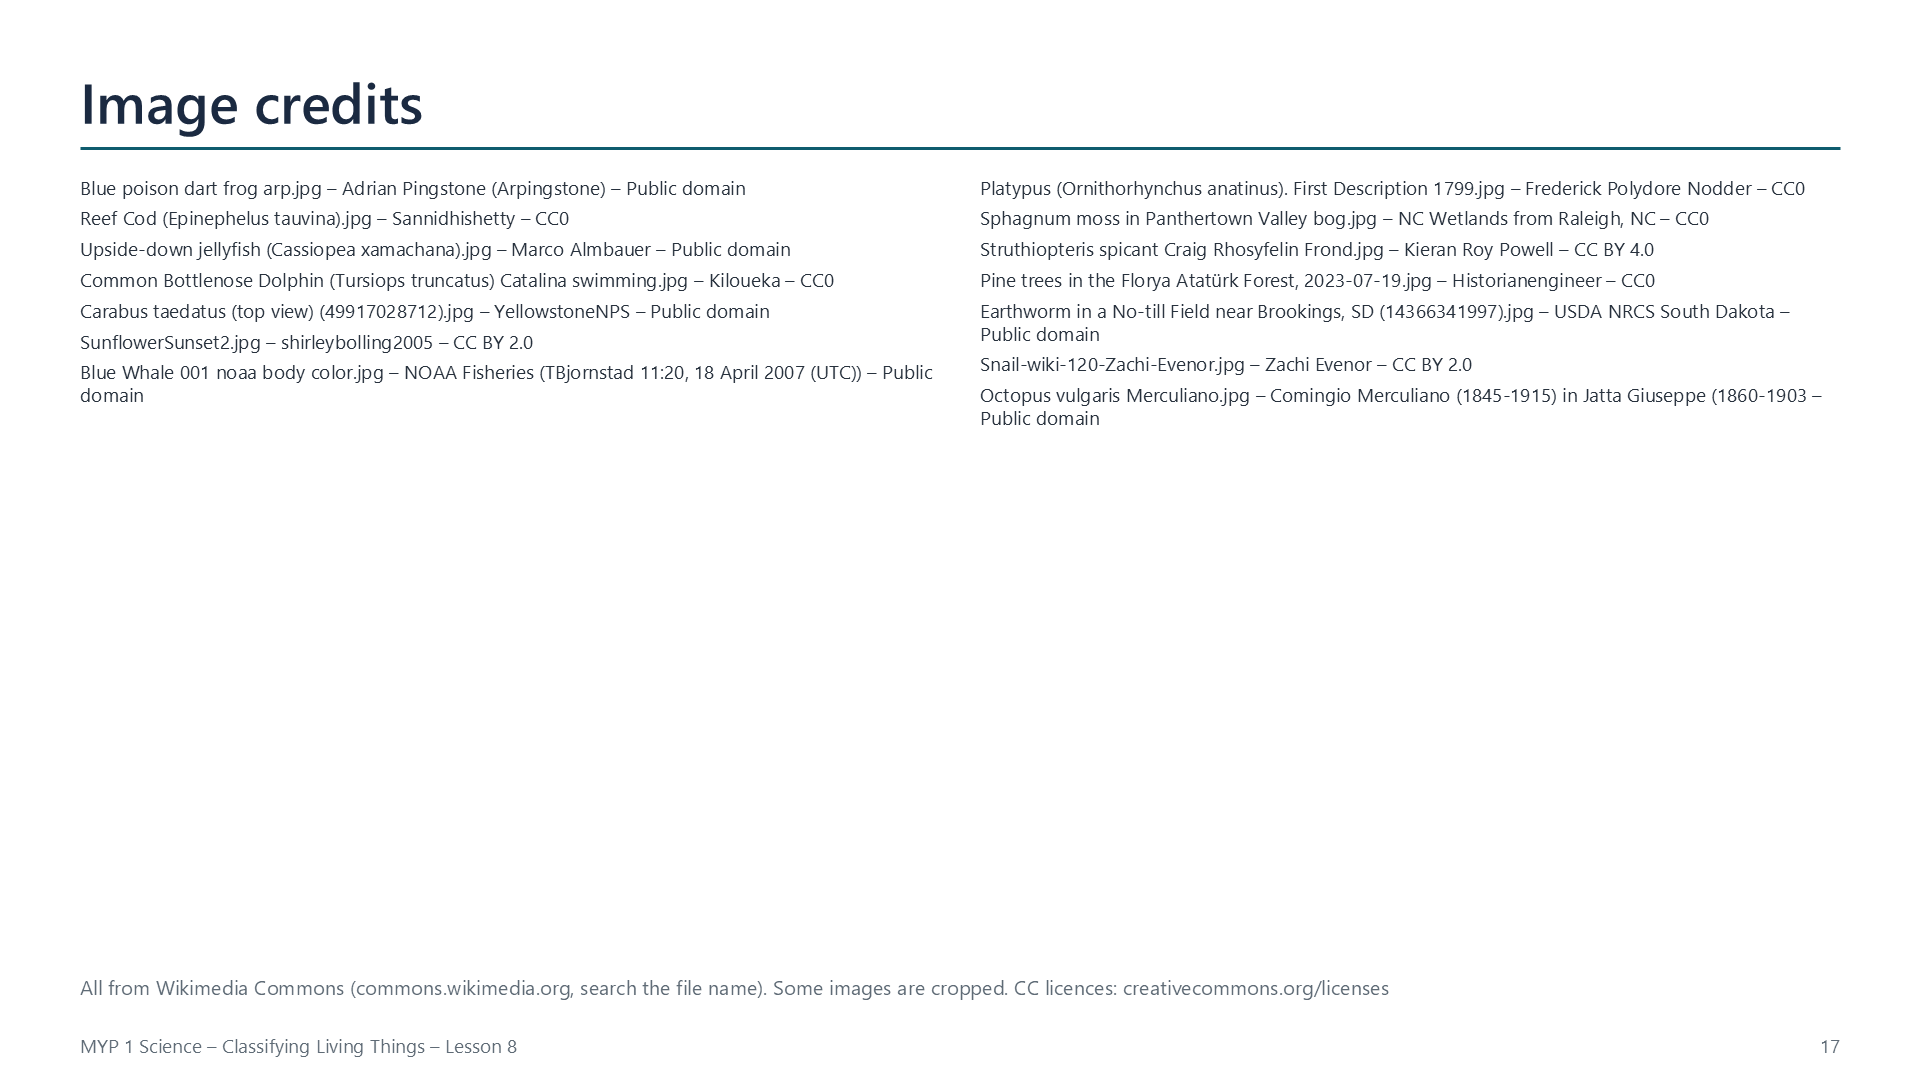 Image credits
Blue poison dart frog arp.jpg – Adrian Pingstone (Arpingstone) – Public domain
Reef Cod (Epinephelus tauvina).jpg – Sannidhishetty – CC0
Upside-down jellyfish (Cassiopea xamachana).jpg – Marco Almbauer – Public domain
Common Bottlenose Dolphin (Tursiops truncatus) Catalina swimming.jpg – Kiloueka – CC0
Carabus taedatus (top view) (49917028712).jpg – YellowstoneNPS – Public domain
SunflowerSunset2.jpg – shirleybolling2005 – CC BY 2.0
Blue Whale 001 noaa body color.jpg – NOAA Fisheries (TBjornstad 11:20, 18 April 2007 (UTC)) – Public
domain
Platypus (Ornithorhynchus anatinus). First Description 1799.jpg – Frederick Polydore Nodder – CC0
Sphagnum moss in Panthertown Valley bog.jpg – NC Wetlands from Raleigh, NC – CC0
Struthiopteris spicant Craig Rhosyfelin Frond.jpg – Kieran Roy Powell – CC BY 4.0
Pine trees in the Florya Atatürk Forest, 2023-07-19.jpg – Historianengineer – CC0
Earthworm in a No-till Field near Brookings, SD (14366341997).jpg – USDA NRCS South Dakota –
Public domain
Snail-wiki-120-Zachi-Evenor.jpg – Zachi Evenor – CC BY 2.0
Octopus vulgaris Merculiano.jpg – Comingio Merculiano (1845-1915) in Jatta Giuseppe (1860-1903 –
Public domain
All from Wikimedia Commons (commons.wikimedia.org, search the file name). Some images are cropped. CC licences: creativecommons.org/licenses
MYP 1 Science – Classifying Living Things – Lesson 8
17